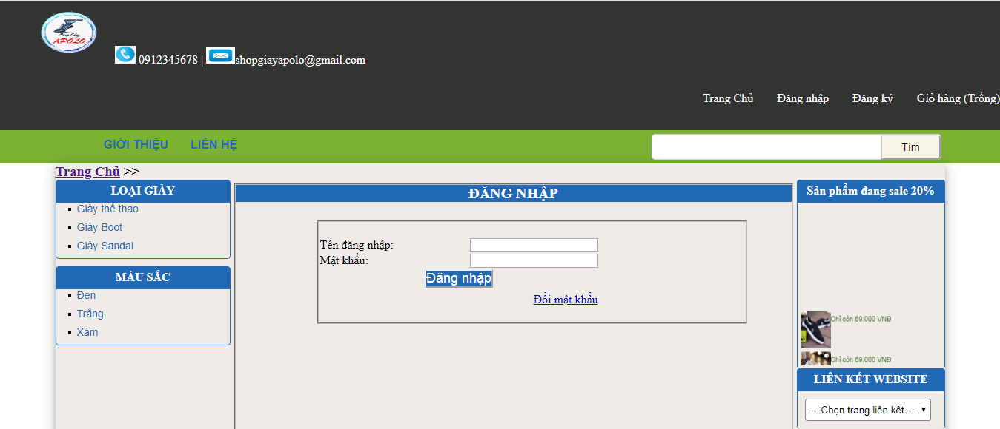 Shop Giày
APOLO
0912345678 | shopgiayapolo@gmail.com
Trang Chủ Đăng nhập Đăng ký Giỏ hàng (Trống)
GIỚI THIỆU LIÊN HỆ
Tìm
Trang Chủ >>
LOẠI GIÀY
Giày thể thao
Giày Boot
Giày Sandal
MÀU SẮC
Đen
Trắng
Xám
ĐĂNG NHẬP
Tên đăng nhập:
Mật khẩu:
Đăng nhập
Đổi mật khẩu
Sản phẩm đang sale 20%
Chỉ còn 69.000 VNĐ
Chỉ còn 69.000 VNĐ
LIÊN KẾT WEBSITE
--- Chọn trang liên kết ---